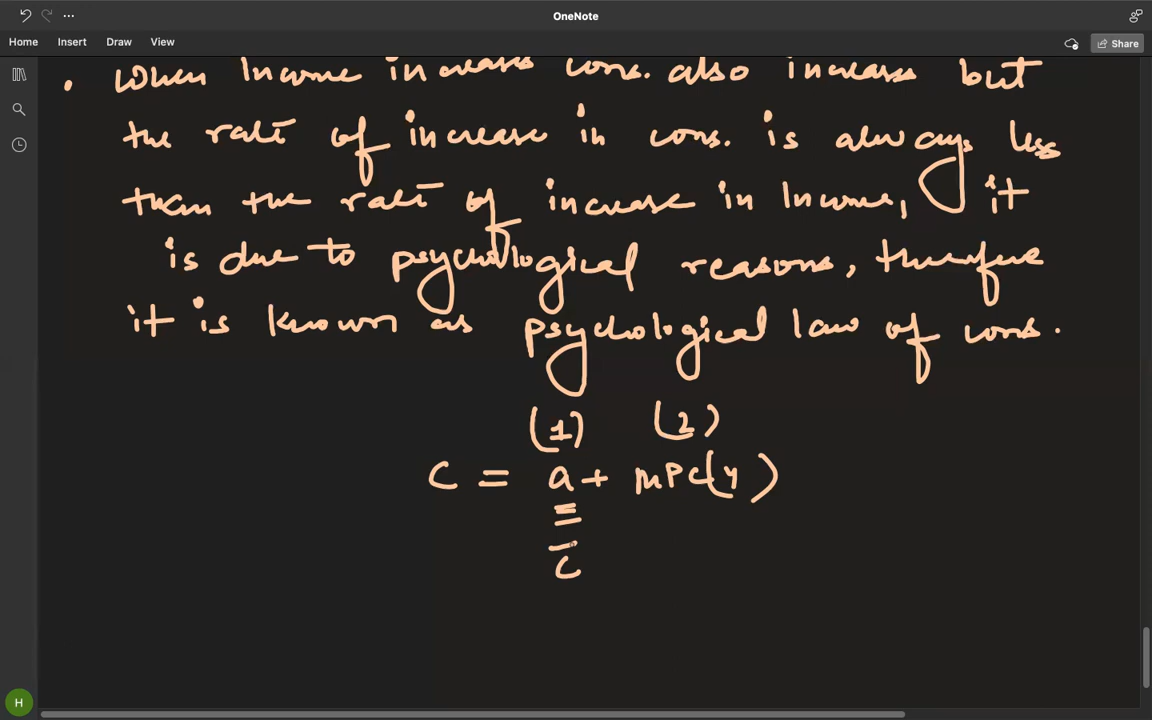 OneNote
Home Insert Draw View Share
• When Income increases cons. also increases but
the rate of increase in cons. is always less
than the rate of increase in Income, it
is due to psychological reasons, therefore
it is known as psychological law of cons.
(1) (2)
C = a + MPC(Y)
C̅
H